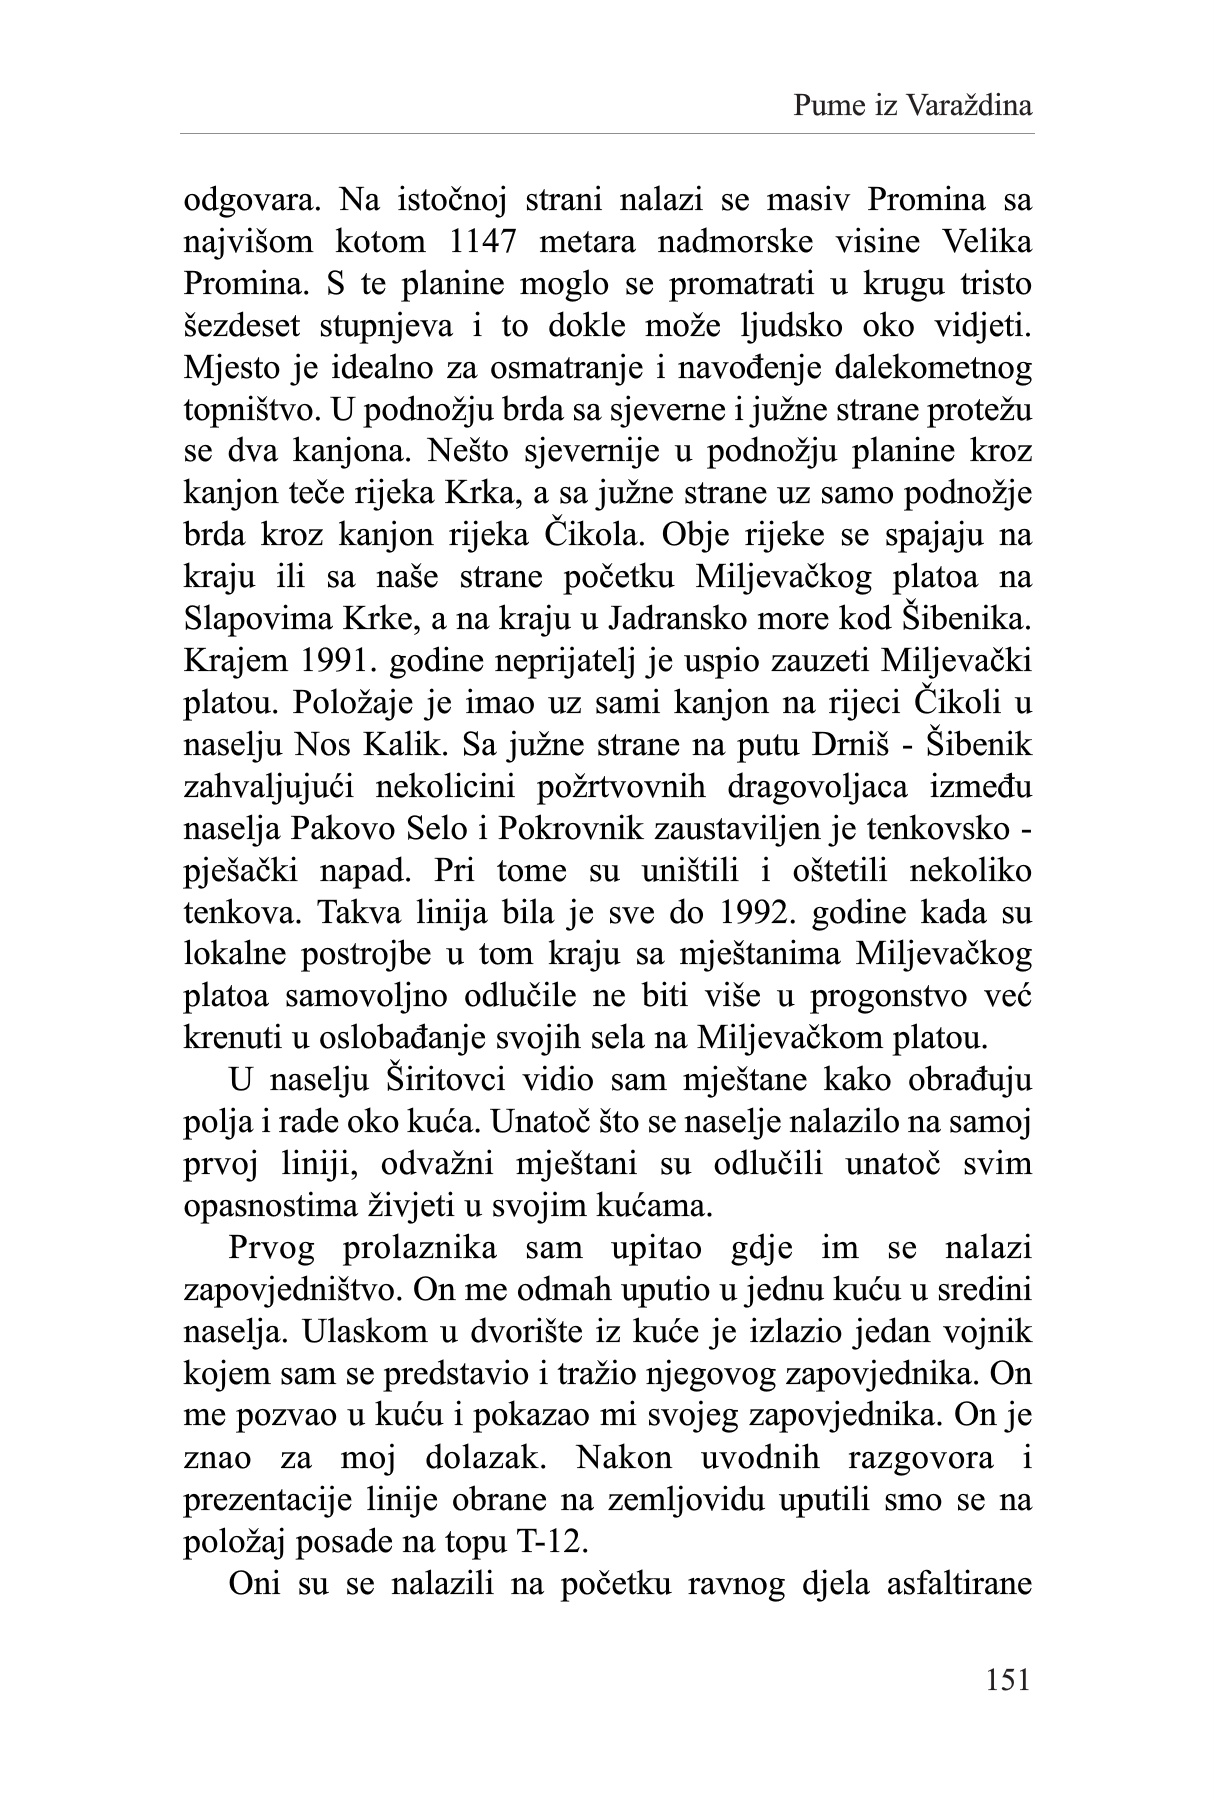 Pume iz Varaždina
odgovara. Na istočnoj strani nalazi se masiv Promina sa
najvišom kotom 1147 metara nadmorske visine Velika
Promina. S te planine moglo se promatrati u krugu tristo
šezdeset stupnjeva i to dokle može ljudsko oko vidjeti.
Mjesto je idealno za osmatranje i navođenje dalekometnog
topništvo. U podnožju brda sa sjeverne i južne strane protežu
se dva kanjona. Nešto sjevernije u podnožju planine kroz
kanjon teče rijeka Krka, a sa južne strane uz samo podnožje
brda kroz kanjon rijeka Čikola. Obje rijeke se spajaju na
kraju ili sa naše strane početku Miljevačkog platoa na
Slapovima Krke, a na kraju u Jadransko more kod Šibenika.
Krajem 1991. godine neprijatelj je uspio zauzeti Miljevački
platou. Položaje je imao uz sami kanjon na rijeci Čikoli u
naselju Nos Kalik. Sa južne strane na putu Drniš - Šibenik
zahvaljujući nekolicini požrtvovnih dragovoljaca između
naselja Pakovo Selo i Pokrovnik zaustaviljen je tenkovsko -
pješački napad. Pri tome su uništili i oštetili nekoliko
tenkova. Takva linija bila je sve do 1992. godine kada su
lokalne postrojbe u tom kraju sa mještanima Miljevačkog
platoa samovoljno odlučile ne biti više u progonstvo već
krenuti u oslobađanje svojih sela na Miljevačkom platou.
U naselju Širitovci vidio sam mještane kako obrađuju
polja i rade oko kuća. Unatoč što se naselje nalazilo na samoj
prvoj liniji, odvažni mještani su odlučili unatoč svim
opasnostima živjeti u svojim kućama.
Prvog prolaznika sam upitao gdje im se nalazi
zapovjedništvo. On me odmah uputio u jednu kuću u sredini
naselja. Ulaskom u dvorište iz kuće je izlazio jedan vojnik
kojem sam se predstavio i tražio njegovog zapovjednika. On
me pozvao u kuću i pokazao mi svojeg zapovjednika. On je
znao za moj dolazak. Nakon uvodnih razgovora i
prezentacije linije obrane na zemljovidu uputili smo se na
položaj posade na topu T-12.
Oni su se nalazili na početku ravnog djela asfaltirane
151